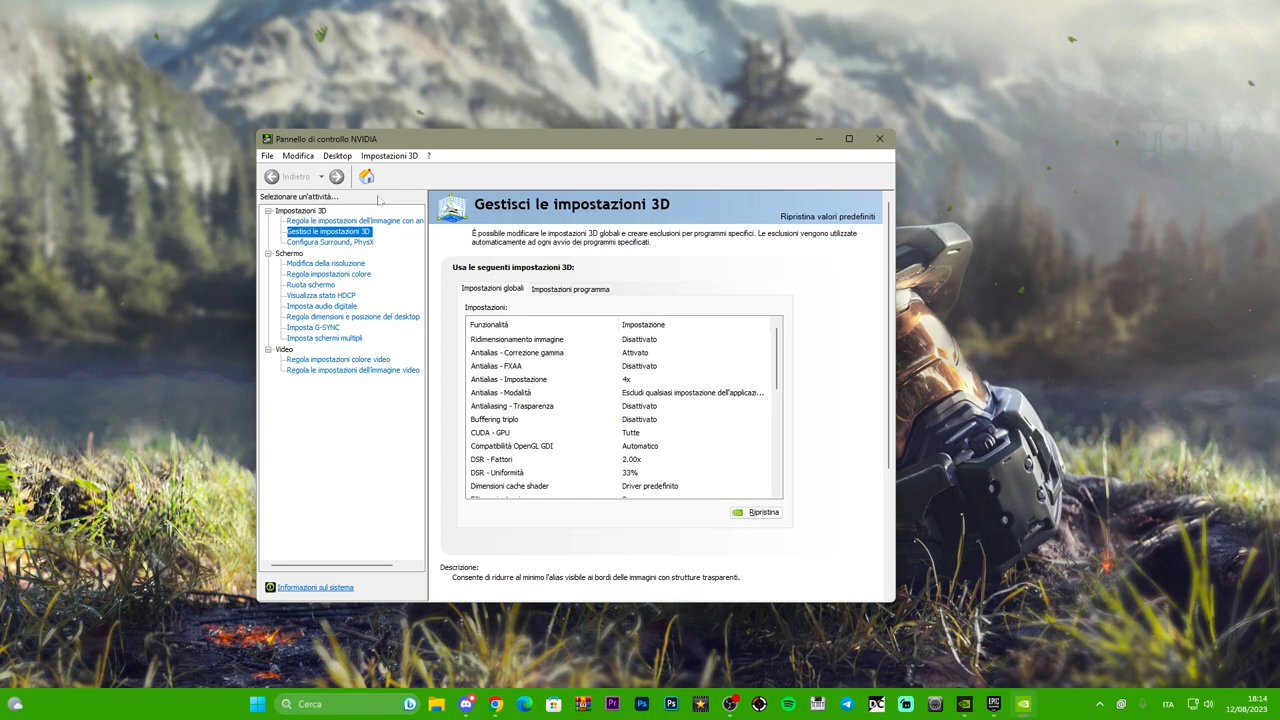 Pannello di controllo NVIDIA
File Modifica Desktop Impostazioni 3D ?
Indietro
Selezionare un'attività...
Impostazioni 3D
Regola le impostazioni dell'immagine con an
Gestisci le impostazioni 3D
Configura Surround, PhysX
Schermo
Modifica della risoluzione
Regola impostazioni colore
Ruota schermo
Visualizza stato HDCP
Imposta audio digitale
Regola dimensioni e posizione del desktop
Imposta G-SYNC
Imposta schermi multipli
Video
Regola impostazioni colore video
Regola le impostazioni dell'immagine video
Informazioni sul sistema
Gestisci le impostazioni 3D
Ripristina valori predefiniti
È possibile modificare le impostazioni 3D globali e creare esclusioni per programmi specifici. Le esclusioni vengono utilizzate
automaticamente ad ogni avvio dei programmi specificati.
Usa le seguenti impostazioni 3D:
Impostazioni globali Impostazioni programma
Impostazioni:
Funzionalità Impostazione
Ridimensionamento immagine Disattivato
Antialias - Correzione gamma Attivato
Antialias - FXAA Disattivato
Antialias - Impostazione 4x
Antialias - Modalità Escludi qualsiasi impostazione dell'applicazi...
Antialiasing - Trasparenza Disattivato
Buffering triplo Disattivato
CUDA - GPU Tutte
Compatibilità OpenGL GDI Automatico
DSR - Fattori 2.00x
DSR - Uniformità 33%
Dimensioni cache shader Driver predefinito
Ripristina
Descrizione:
Consente di ridurre al minimo l'alias visibile ai bordi delle immagini con strutture trasparenti.
Cerca
Pr
Ps
Ps
DC
EPIC
ITA
18:14
12/08/2023